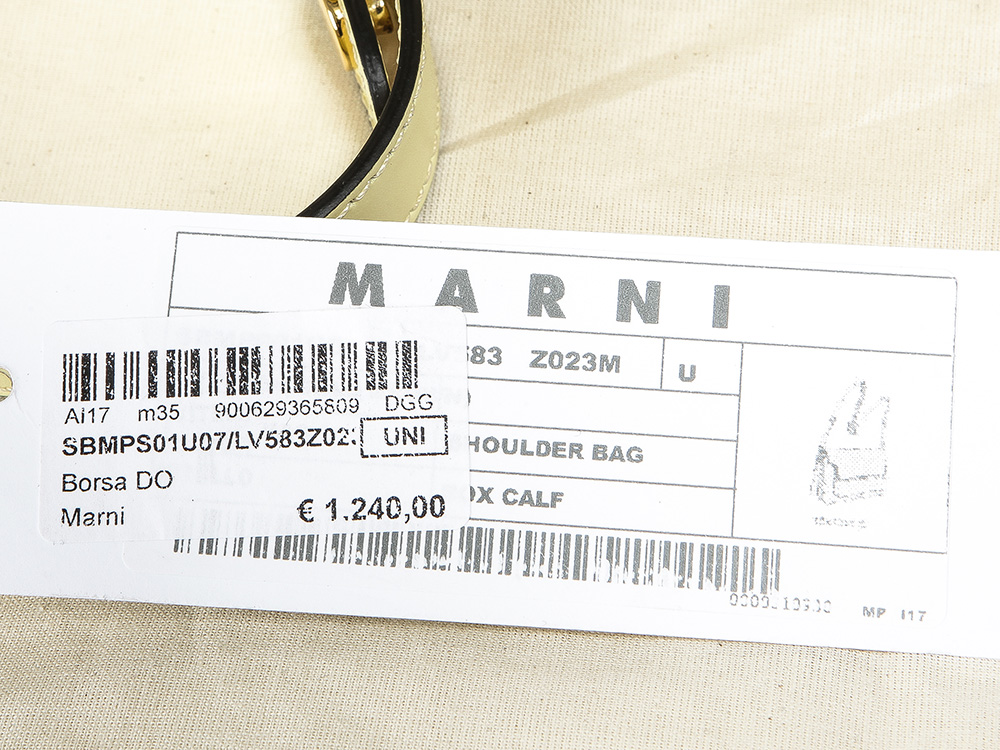 MARNI
583 Z023M U
AI17 m35 900629365809 DGG
SBMPS01U07/LV583Z023 UNI
HOULDER BAG
Borsa DO
OX CALF
Marni € 1.240,00
MP I17